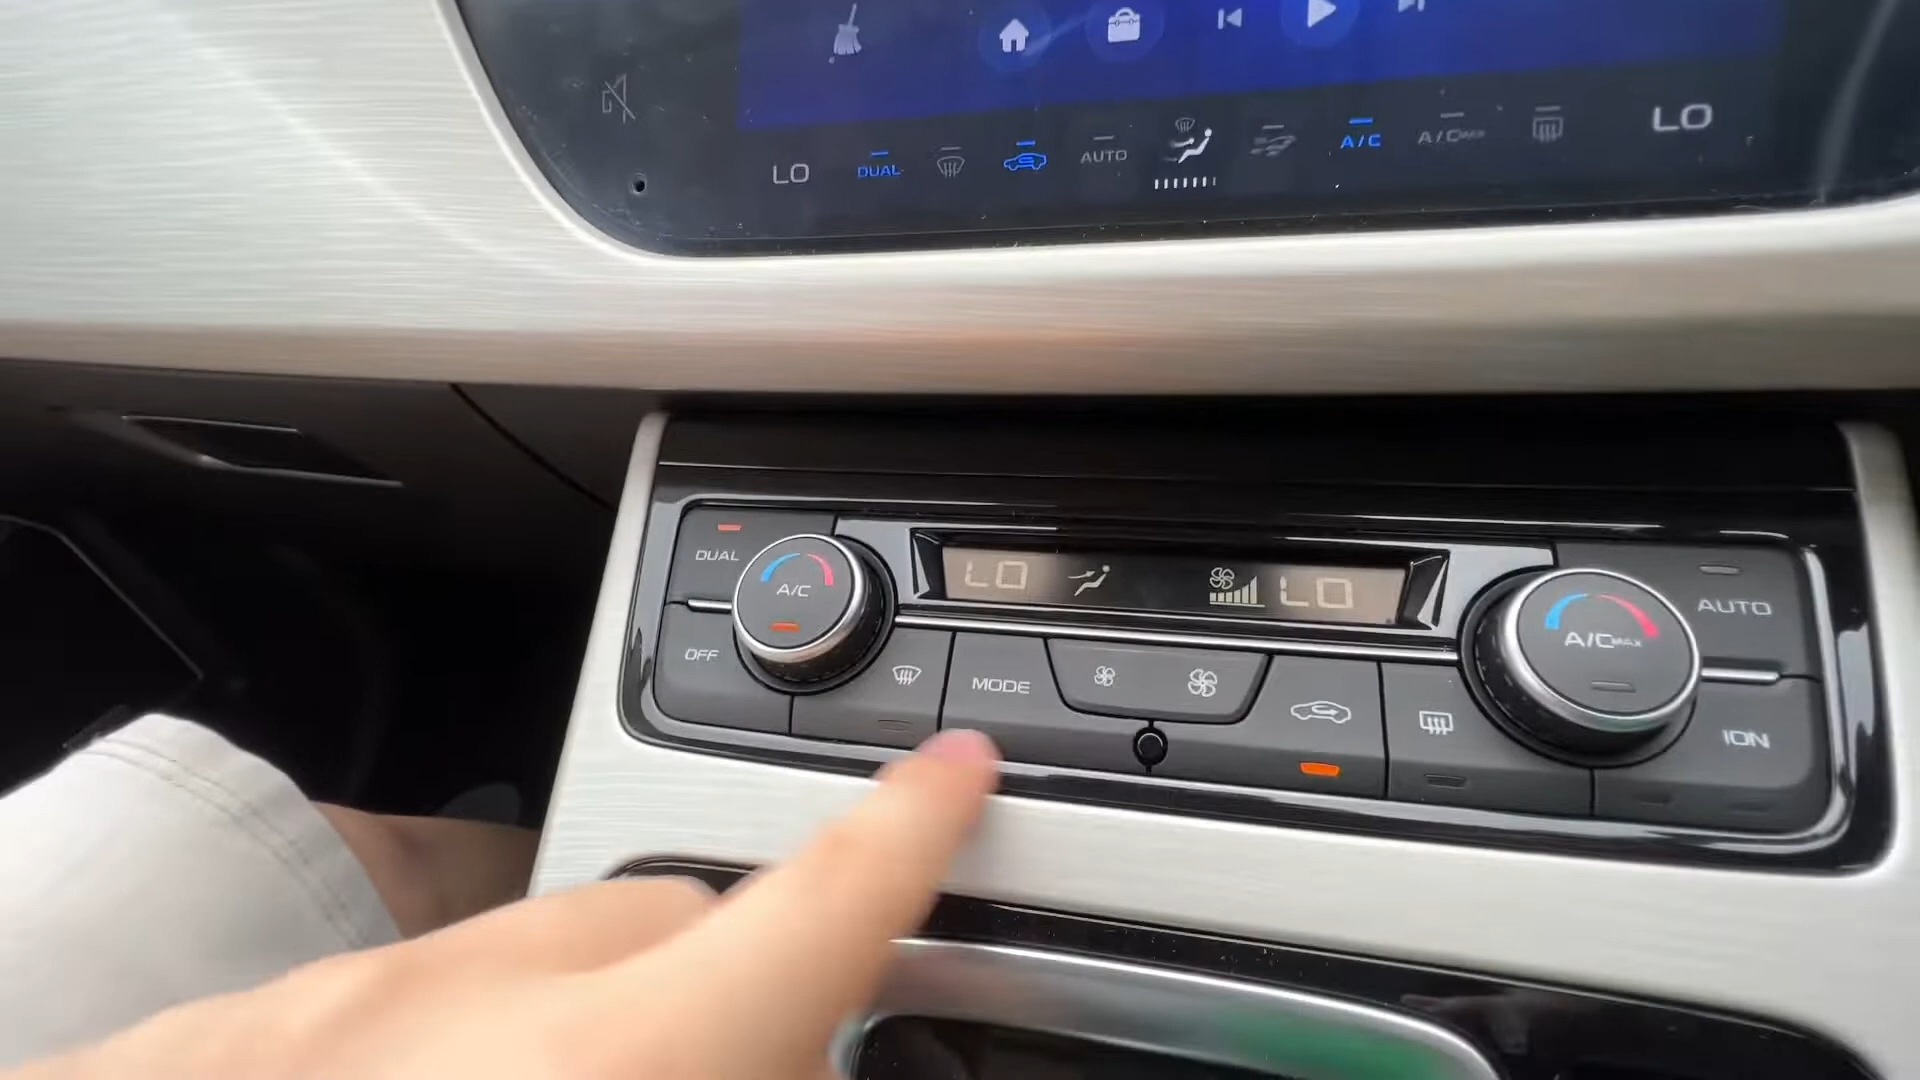 LO DUAL AUTO A/C A/C MAX LO
DUAL
A/C
LO LO
A/C MAX
AUTO
OFF
MODE
ION